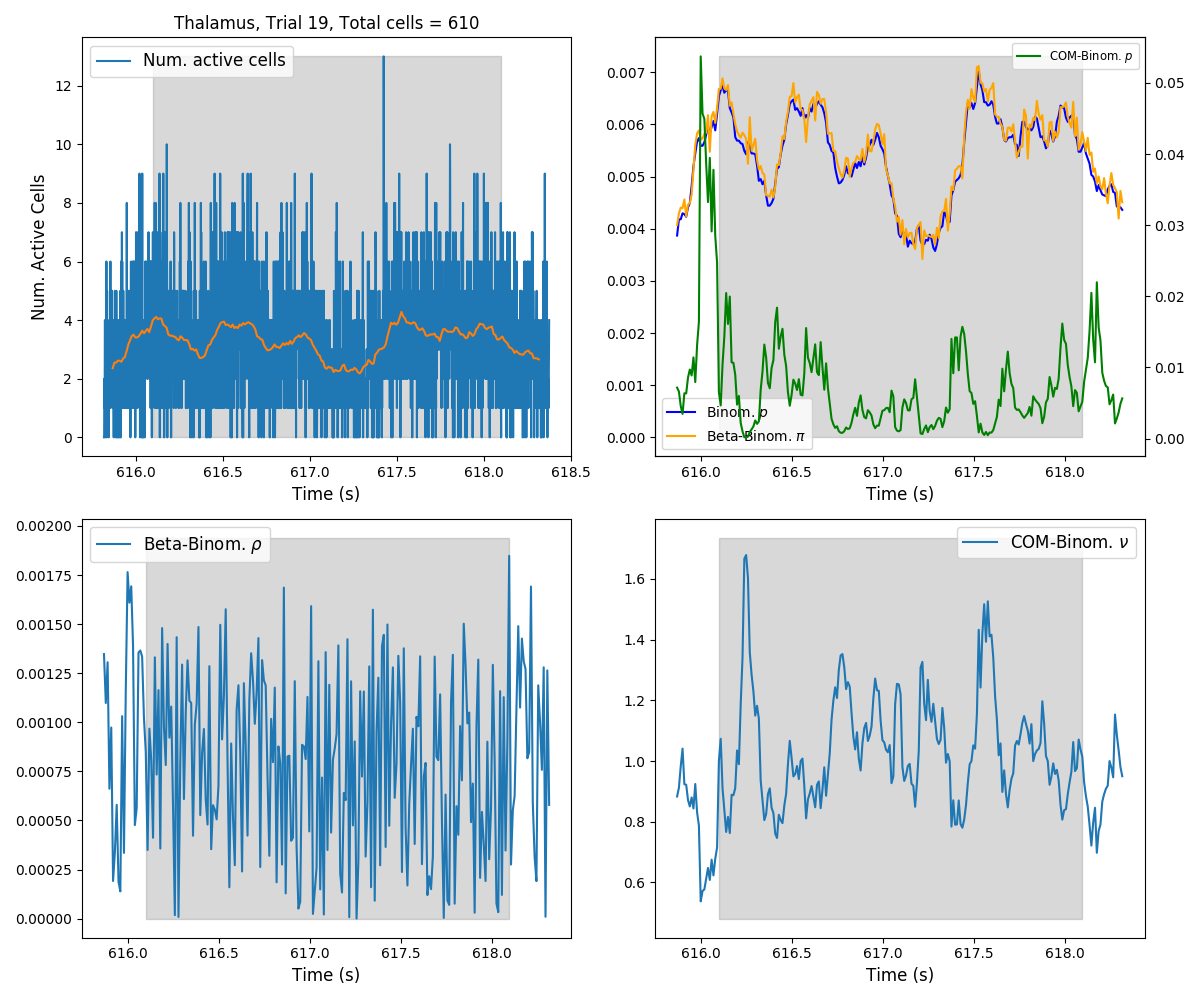 Thalamus, Trial 19, Total cells = 610
Num. active cells
Num. Active Cells
12
10
8
6
4
2
0
616.0 616.5 617.0 617.5 618.0 618.5
Time (s)
COM-Binom. p
0.007
0.006
0.005
0.004
0.003
0.002
0.001
0.000
0.05
0.04
0.03
0.02
0.01
0.00
Binom. p
Beta-Binom. π
616.0 616.5 617.0 617.5 618.0
Time (s)
Beta-Binom. ρ
0.00200
0.00175
0.00150
0.00125
0.00100
0.00075
0.00050
0.00025
0.00000
616.0 616.5 617.0 617.5 618.0
Time (s)
COM-Binom. ν
1.6
1.4
1.2
1.0
0.8
0.6
616.0 616.5 617.0 617.5 618.0
Time (s)